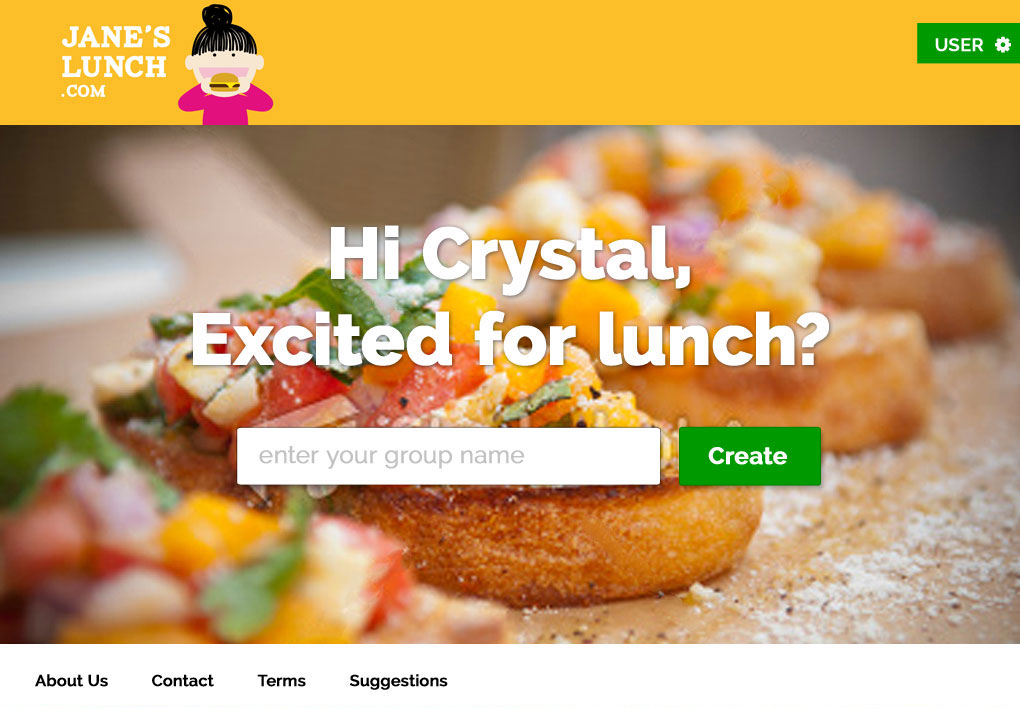 JANE'S
LUNCH
.COM
USER
Hi Crystal,
Excited for lunch?
enter your group name
Create
About Us
Contact
Terms
Suggestions